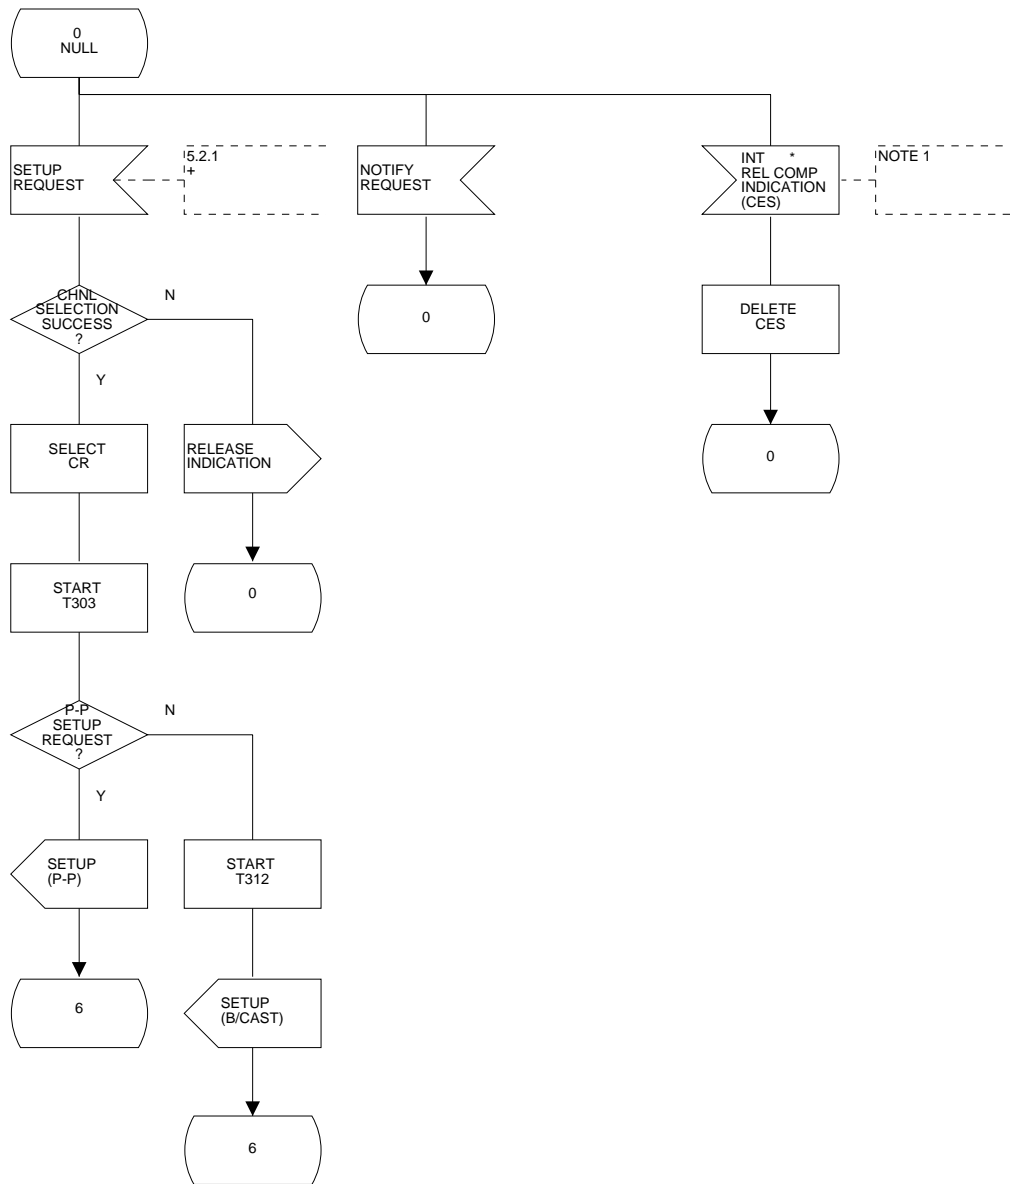 0
NULL
SETUP
REQUEST
5.2.1
+
NOTIFY
REQUEST
INT *
REL COMP
INDICATION
(CES)
NOTE 1
CHNL
SELECTION
SUCCESS
?
N
Y
0
DELETE
CES
SELECT
CR
RELEASE
INDICATION
0
START
T303
0
P-P
SETUP
REQUEST
?
N
Y
SETUP
(P-P)
START
T312
6
SETUP
(B/CAST)
6